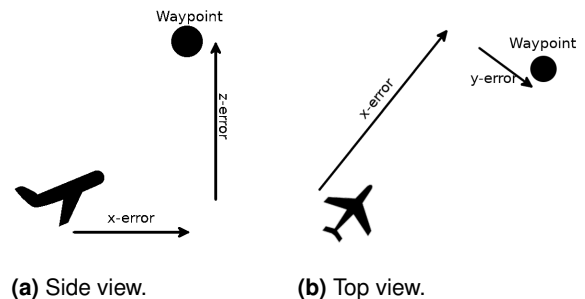 Waypoint
z-error
x-error
(a) Side view.
Waypoint
x-error
y-error
(b) Top view.